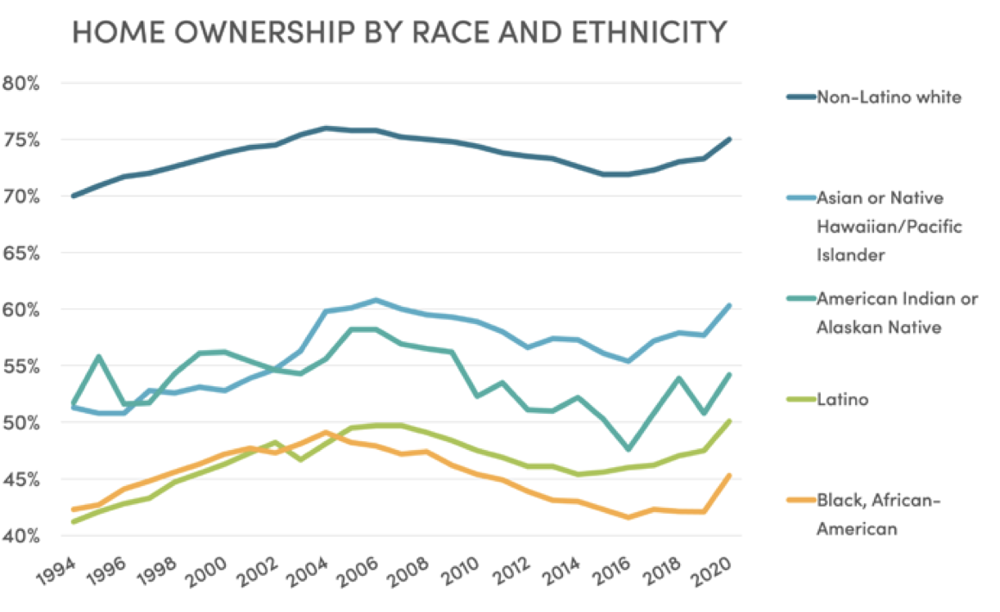 HOME OWNERSHIP BY RACE AND ETHNICITY
80%
75%
70%
65%
60%
55%
50%
45%
40%
1994 1996 1998 2000 2002 2004 2006 2008 2010 2012 2014 2016 2018 2020
Non-Latino white
Asian or Native
Hawaiian/Pacific
Islander
American Indian or
Alaskan Native
Latino
Black, African-
American